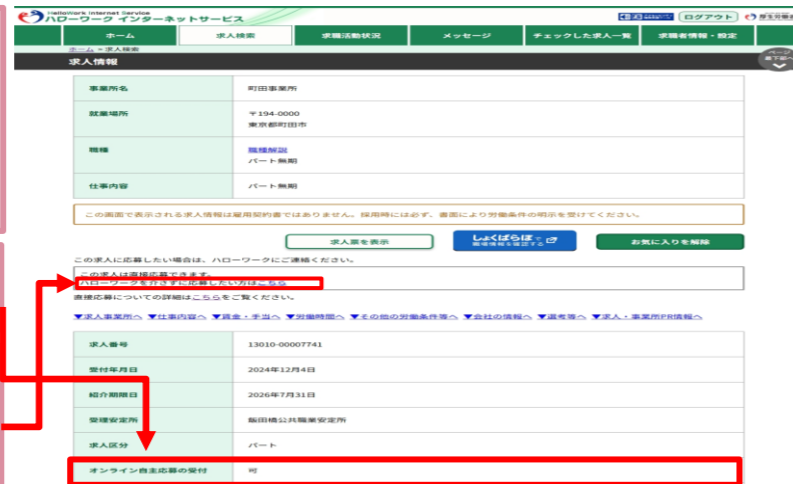 HelloWork Internet Service
ハローワーク インターネットサービス
ログアウト
ホーム
求人検索
求職活動状況
メッセージ
チェックした求人一覧
求職者情報・設定
ホーム > 求人検索
求人情報
事業所名
町田事業所
就業場所
〒194-0000
東京都町田市
職種
職種解説
パート無期
仕事内容
パート無期
この画面で表示される求人情報は雇用契約書ではありません。採用時には必ず、書面により労働条件の明示を受けてください。
求人票を表示
しょくばらぼで
職場情報を確認する
お気に入りを解除
この求人に応募したい場合は、ハローワークにご連絡ください。
この求人は直接応募できます。
ハローワークを介さずに応募したい方はこちら
直接応募についての詳細はこちらをご覧ください。
▼求人事業所へ ▼仕事内容へ ▼賃金・手当へ ▼労働時間へ ▼その他の労働条件等へ ▼会社の情報へ ▼選考等へ ▼求人・事業所PR情報へ
求人番号
13010-00007741
受付年月日
2024年12月4日
紹介期限日
2026年7月31日
受理安定所
飯田橋公共職業安定所
求人区分
パート
オンライン自主応募の受付
可